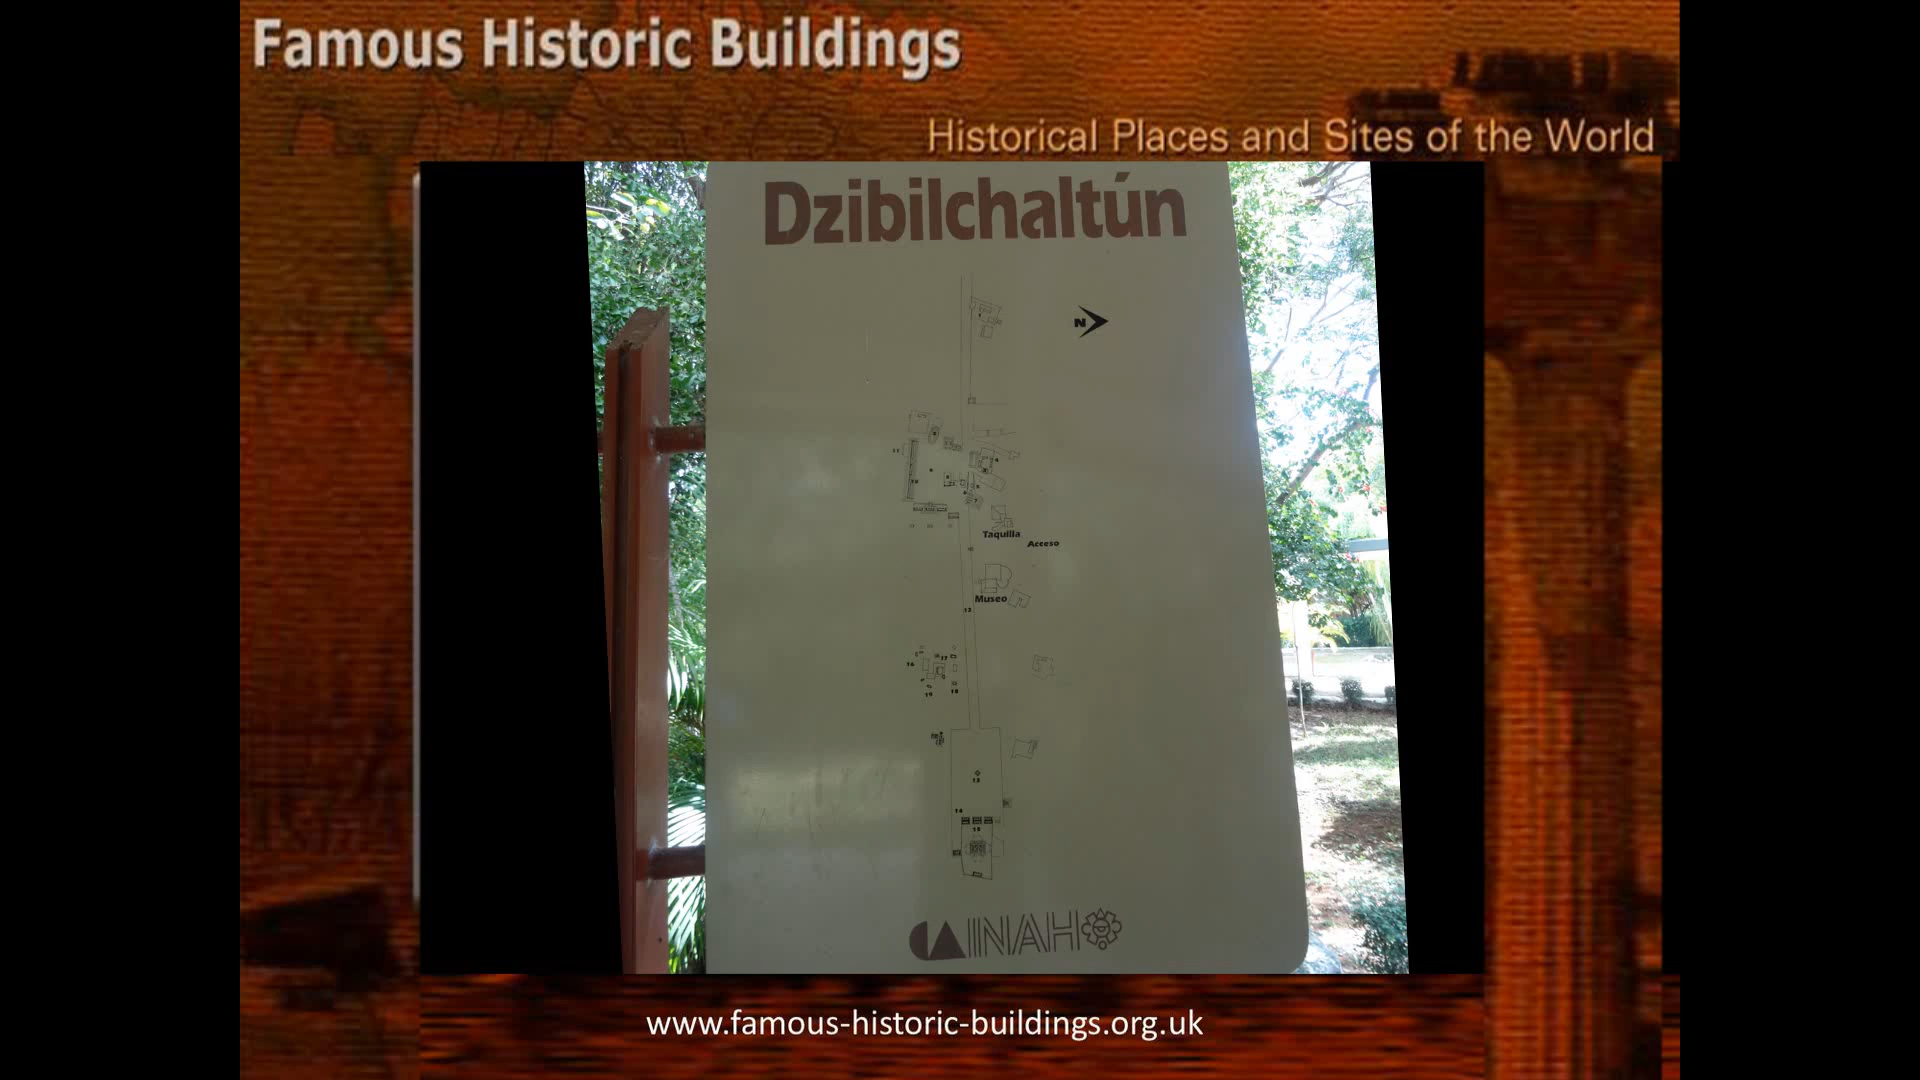 Famous Historic Buildings
Historical Places and Sites of the World
Dzibilchaltún
N
Taquilla
Acceso
Museo
INAH
www.famous-historic-buildings.org.uk